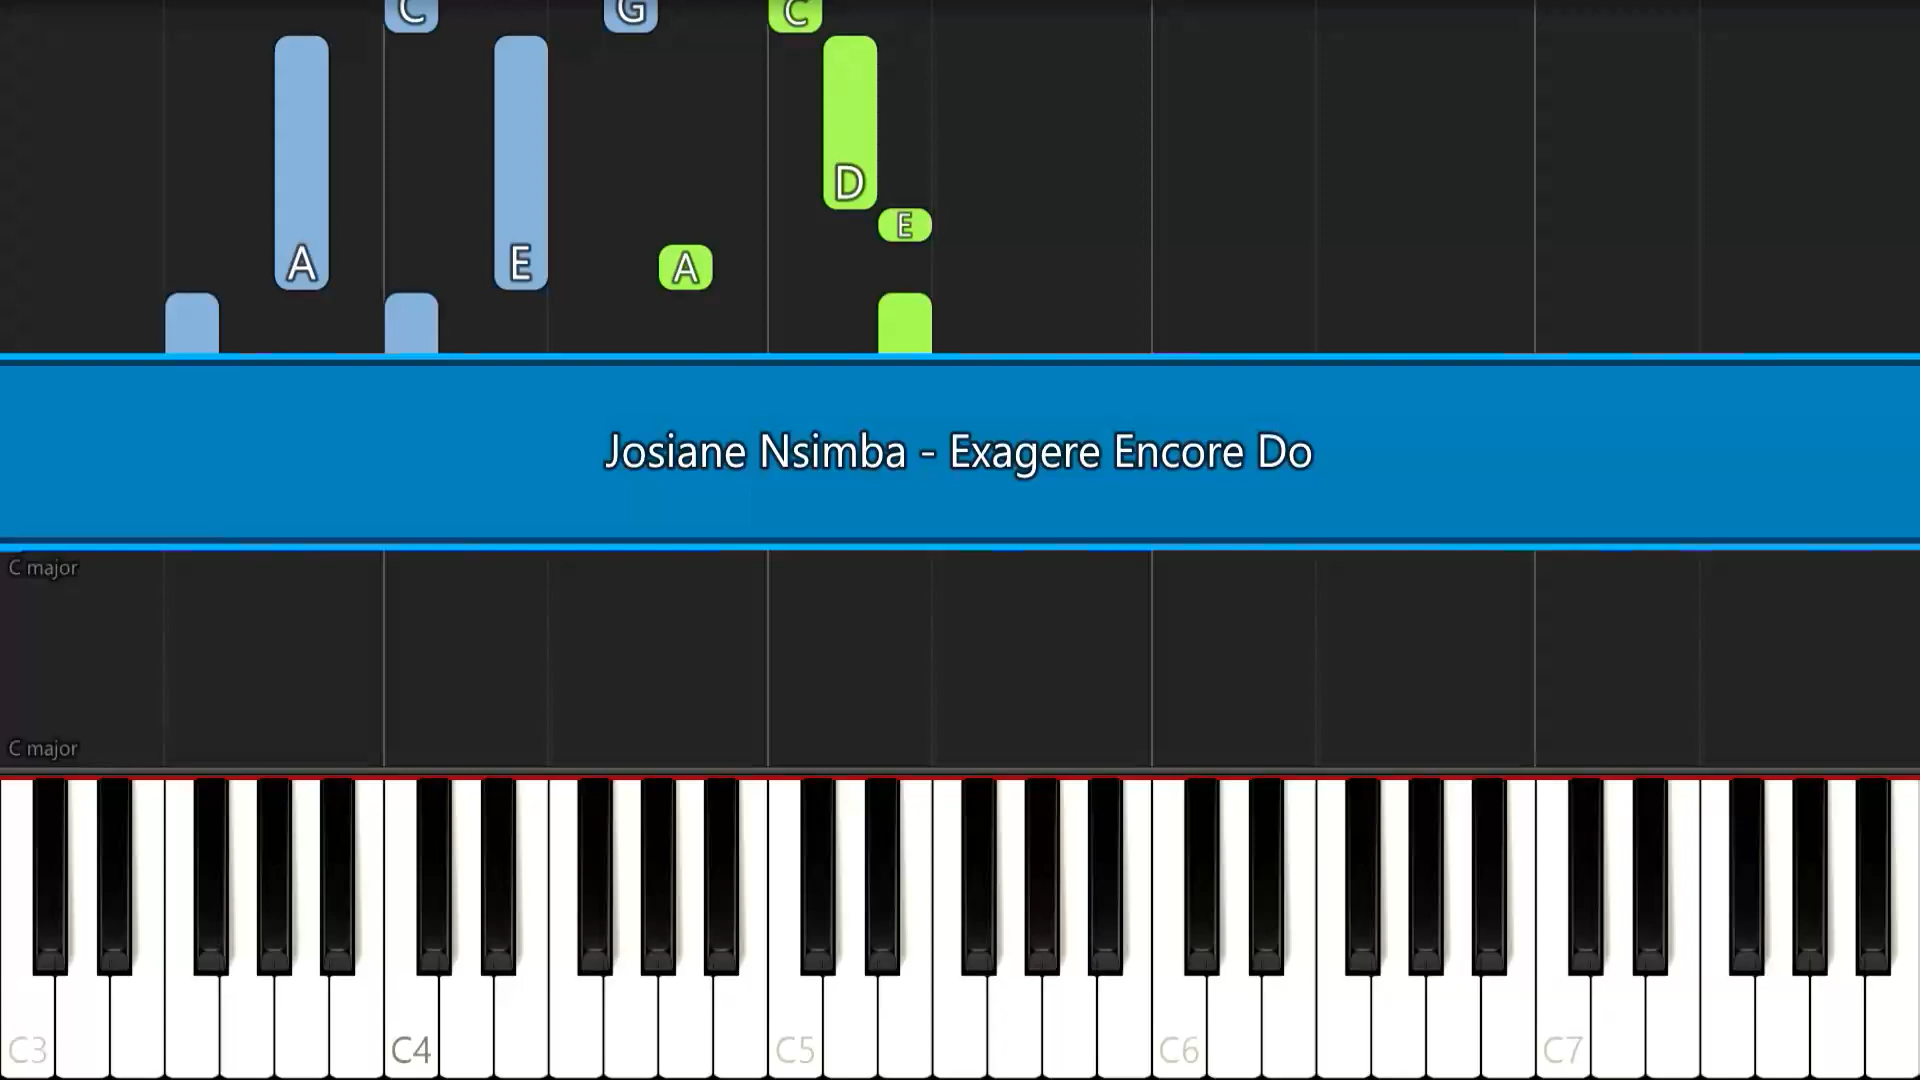 C G C
D
E
A E A
Josiane Nsimba - Exagere Encore Do
C major
C major
C3 C4 C5 C6 C7